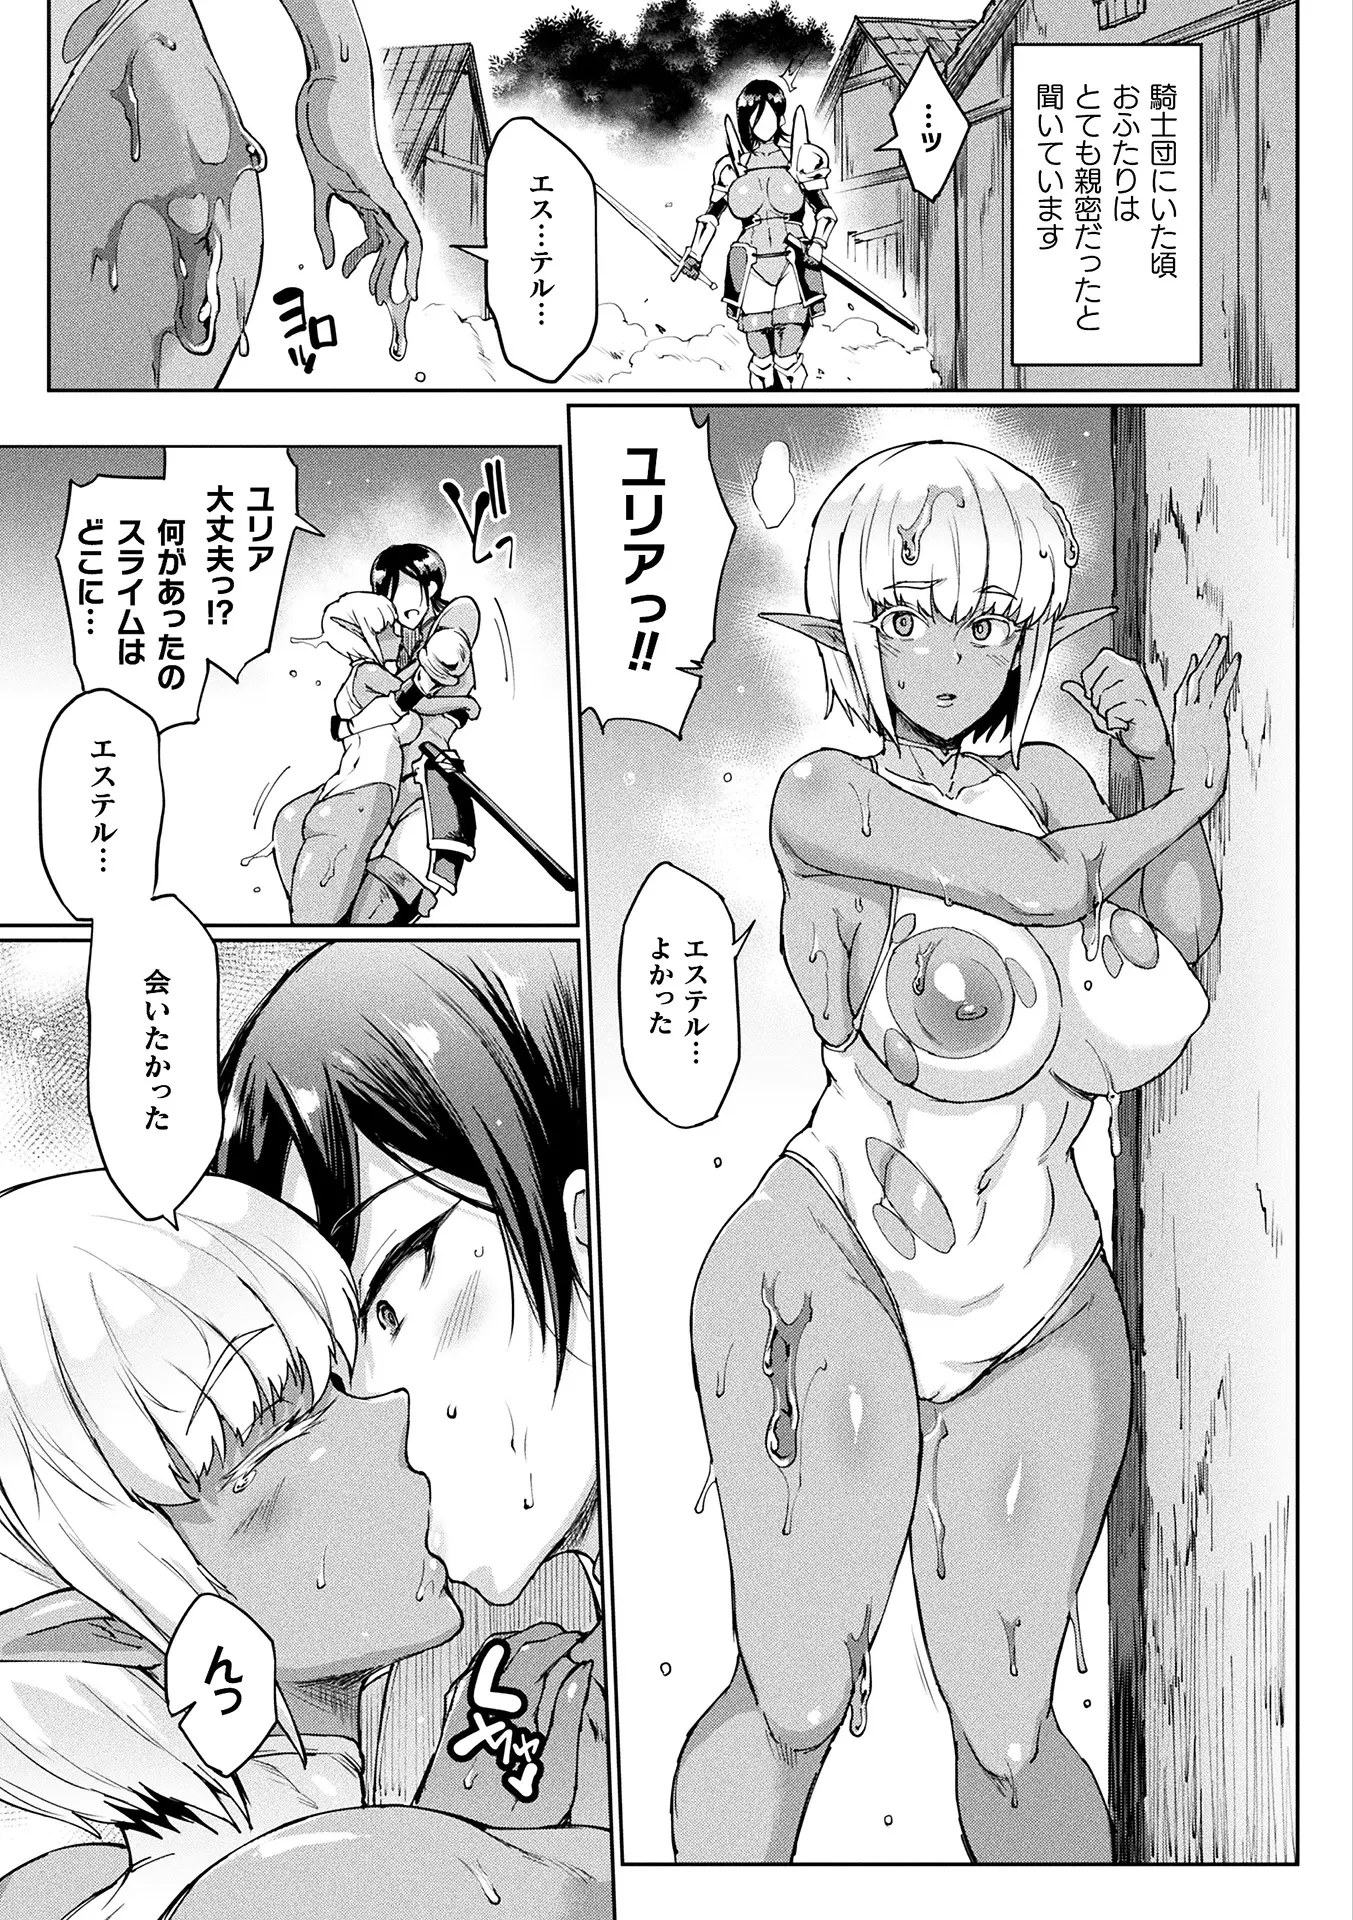 騎士団にいた頃
おふたりは
とても親密だったと
聞いています
…ッ
エス…テル…
ヨロッ
ユリアっ!!
エステル…
よかった
ユリア
大丈夫っ!?
何があったの
スライムは
どこに…
ギュッ
エステル…
会いたかった
んっ